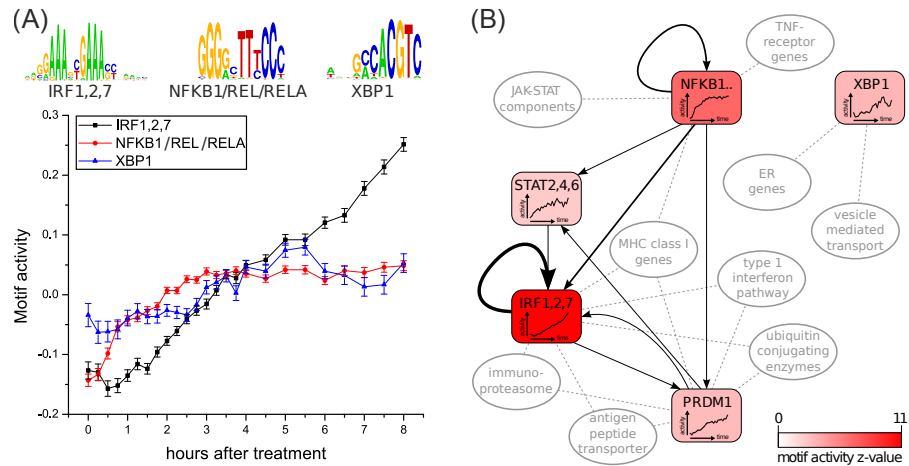 (A)
IRF1,2,7
NFKB1/REL/RELA
XBP1
IRF1,2,7
NFKB1/REL/RELA
XBP1
Motif activity
0.3
0.2
0.1
0.0
-0.1
-0.2
0 1 2 3 4 5 6 7 8
hours after treatment
(B)
TNF-
receptor
genes
NFKB1..
activity
time
XBP1
activity
time
JAK-STAT
components
ER
genes
STAT2,4,6
activity
time
vesicle
mediated
transport
MHC class I
genes
type 1
interferon
pathway
IRF1,2,7
activity
time
ubiquitin
conjugating
enzymes
immuno-
proteasome
PRDM1
activity
time
antigen
peptide
transporter
0 11
motif activity z-value